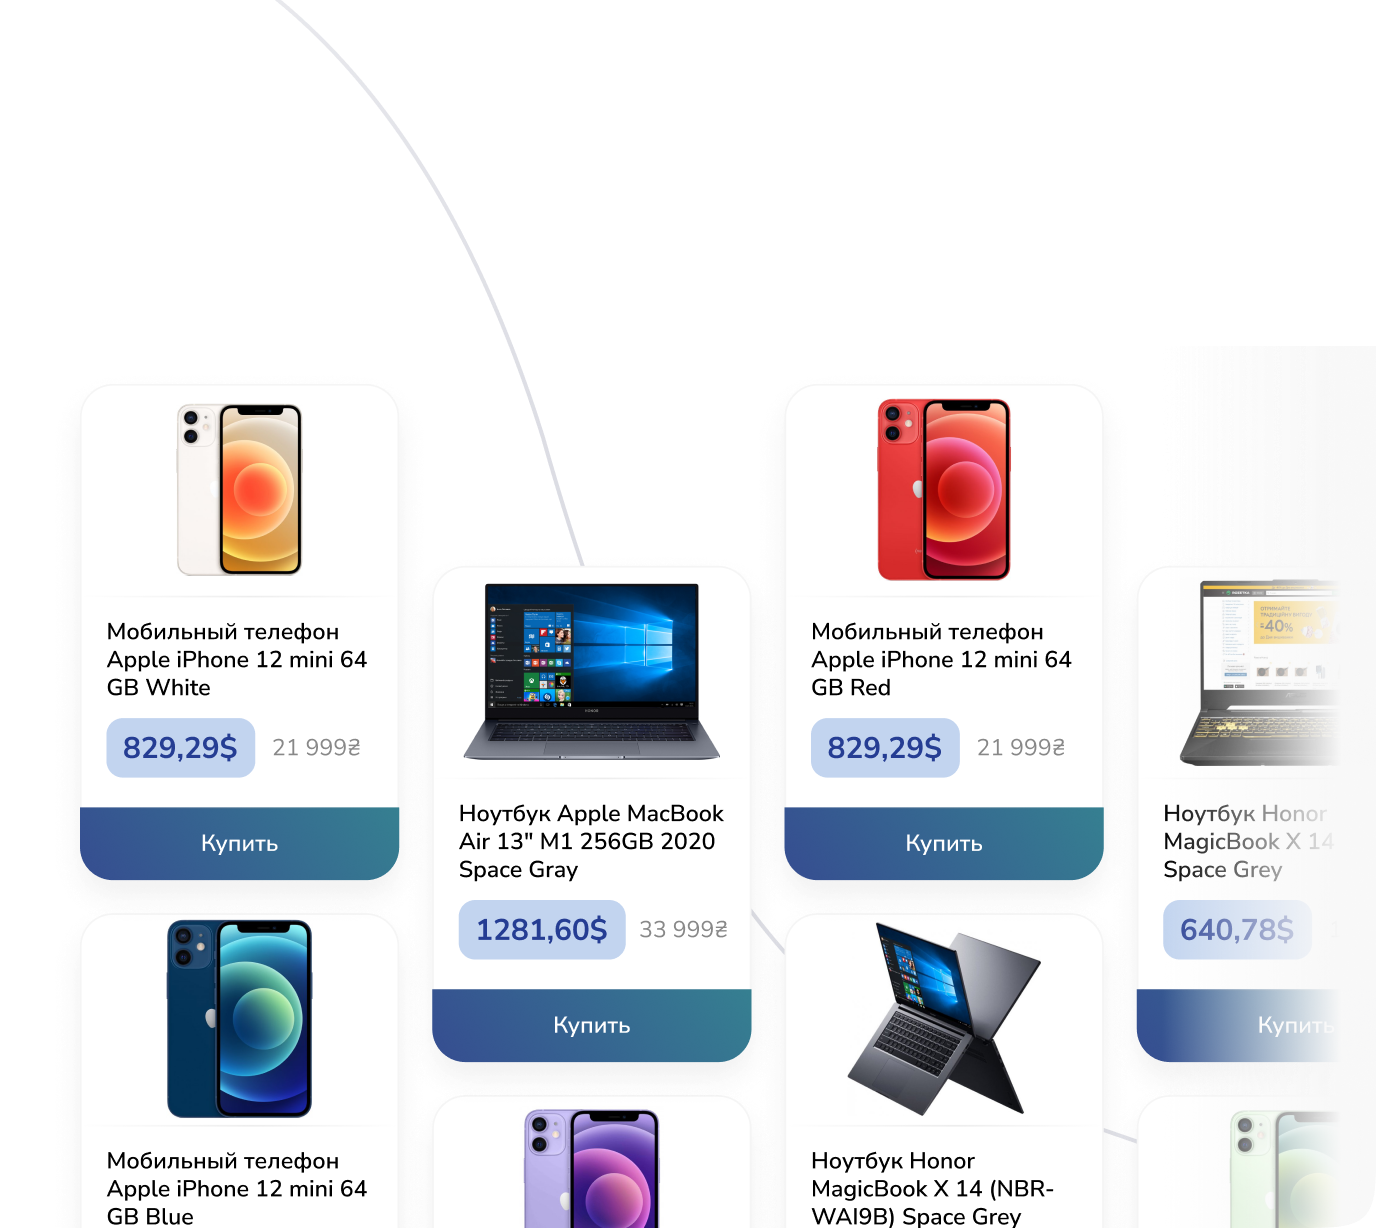 Мобильный телефон
Apple iPhone 12 mini 64
GB White
829,29$ 21 999₴
Купить
Мобильный телефон
Apple iPhone 12 mini 64
GB Blue
HONOR
Ноутбук Apple MacBook
Air 13" M1 256GB 2020
Space Gray
1281,60$ 33 999₴
Купить
Мобильный телефон
Apple iPhone 12 mini 64
GB Red
829,29$ 21 999₴
Купить
Ноутбук Honor
MagicBook X 14 (NBR-
WAI9B) Space Grey
-40%
Ноутбук Honor
MagicBook X 14
Space Grey
640,78$
Купить